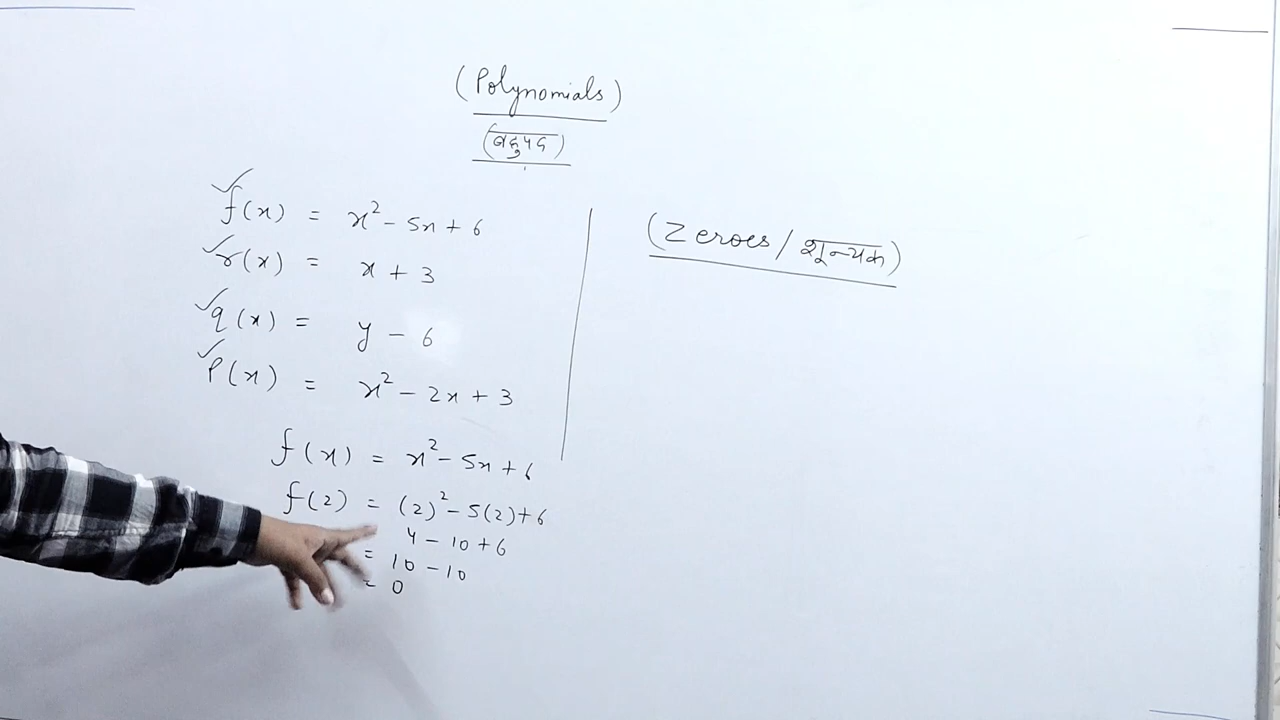 (Polynomials)
(बहुपद)
f(x) = x² - 5x + 6
r(x) = x + 3
q(x) = y - 6
P(x) = x² - 2x + 3
f(x) = x² - 5x + 6
f(2) = (2)² - 5(2) + 6
4 - 10 + 6
= 10 - 10
= 0
(Zeroes / शून्यक)